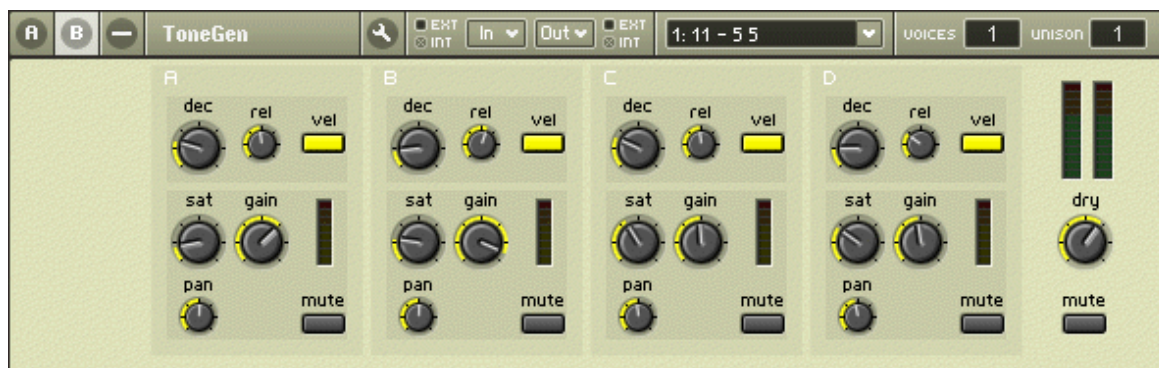 A B ToneGen EXT INT In Out EXT INT 1: 11 - 5 5 VOICES 1 UNISON 1
A B C D
dec rel vel dec rel vel dec rel vel dec rel vel
sat gain sat gain sat gain sat gain dry
pan mute pan mute pan mute pan mute mute